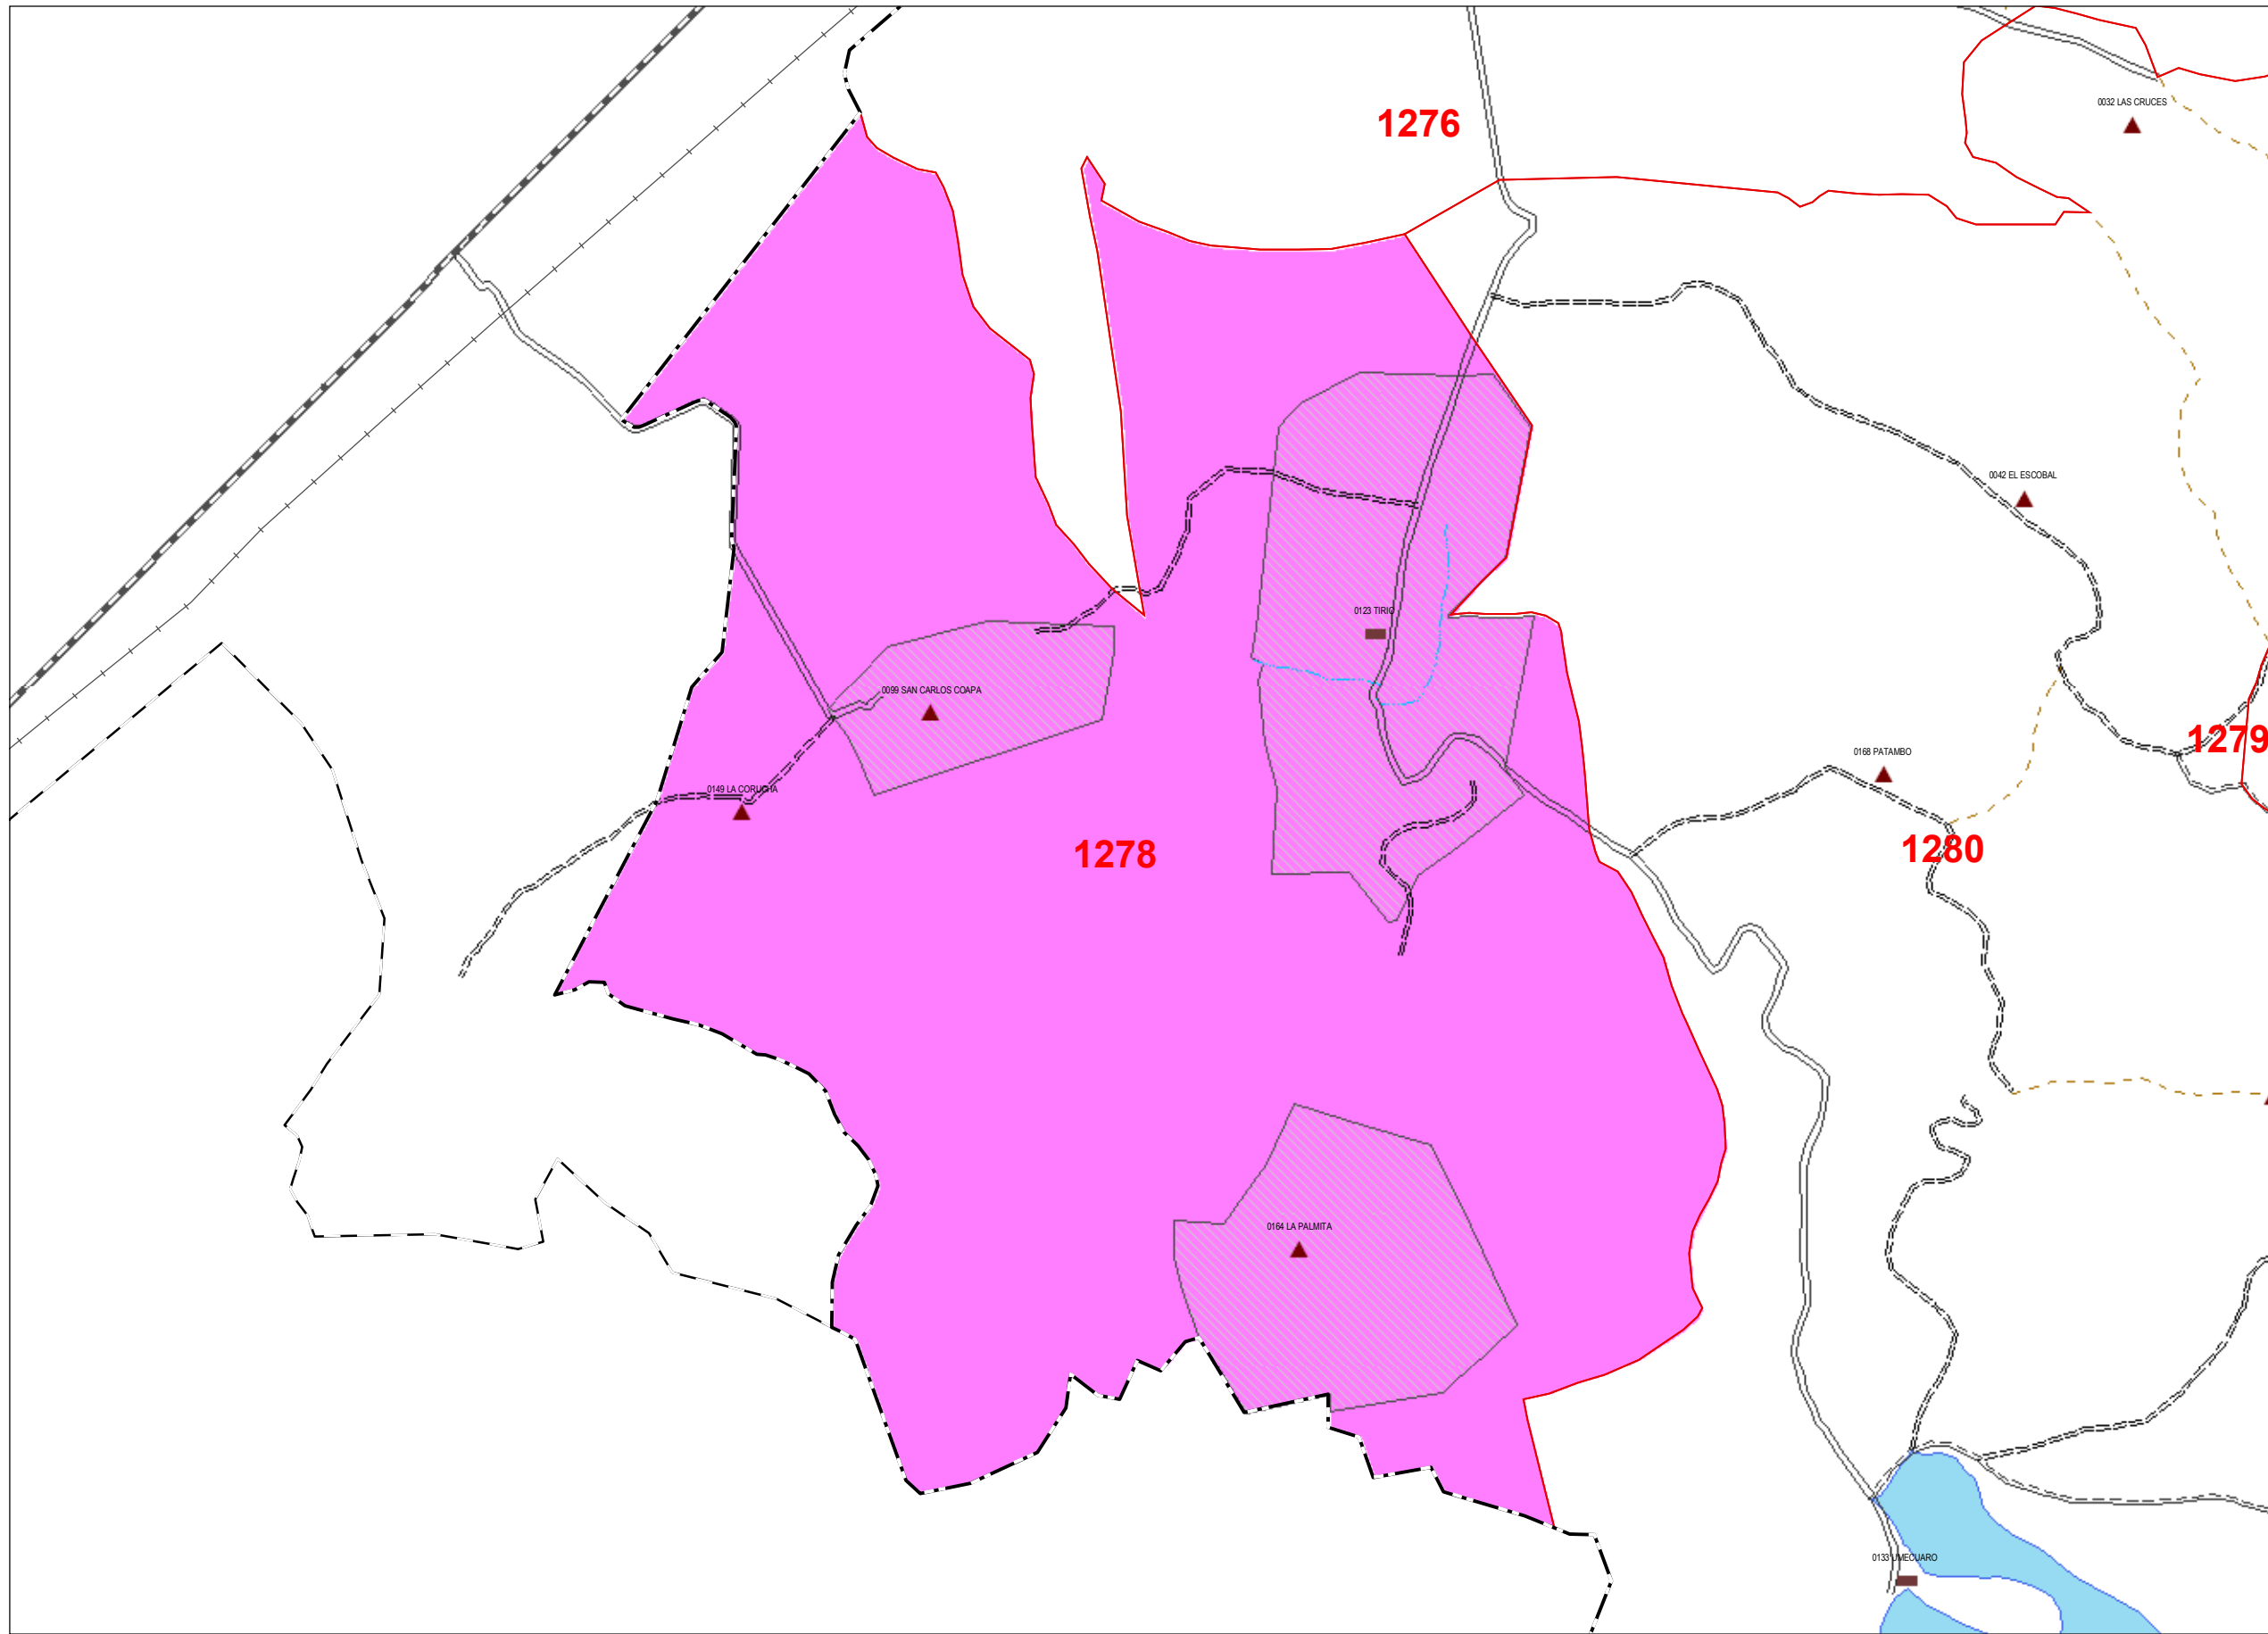 0032 LAS CRUCES
1276
0042 EL ESCOBAL
0123 TIRIO
0099 SAN CARLOS COAPA
1279
0168 PATAMBO
0149 LA CORUCHA
1278
1280
0164 LA PALMITA
0133 UMECUARO